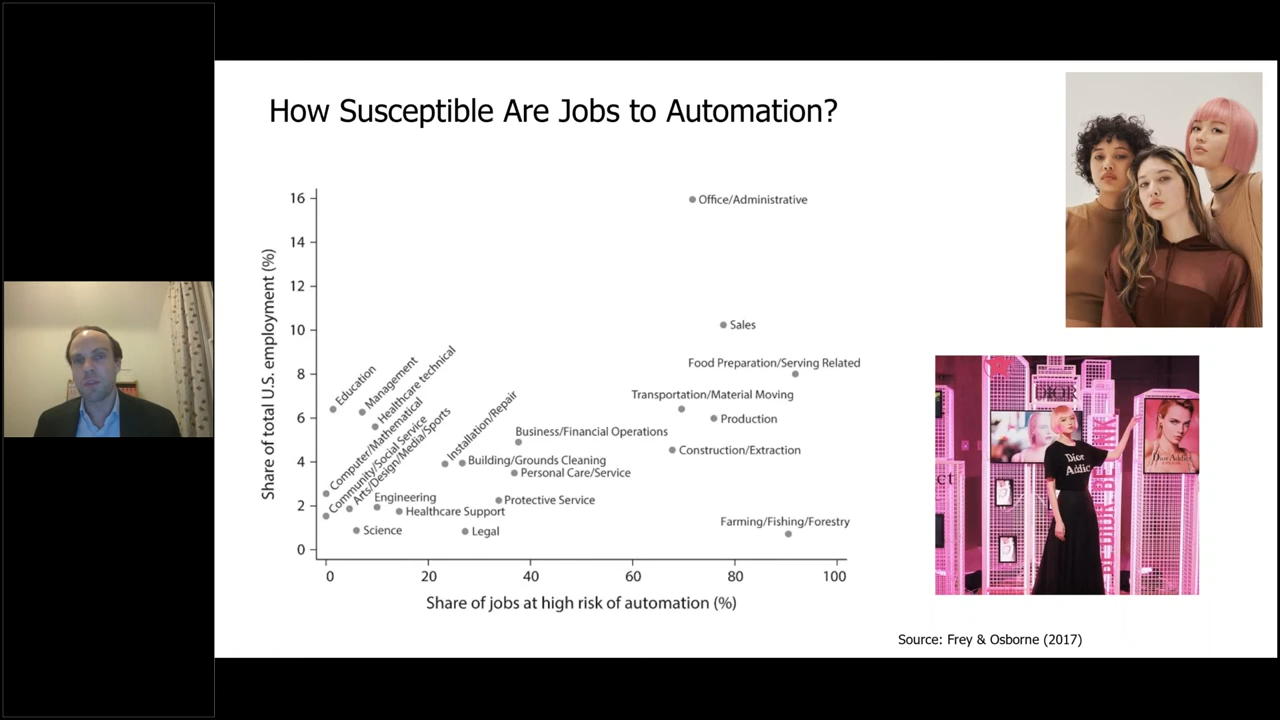 How Susceptible Are Jobs to Automation?
Share of total U.S. employment (%)
16
14
12
10
8
6
4
2
0
Office/Administrative
Sales
Food Preparation/Serving Related
Transportation/Material Moving
Production
Education
Management
Healthcare technical
Computer/Mathematical
Community/Social Service
Arts/Design/Media/Sports
Installation/Repair
Business/Financial Operations
Construction/Extraction
Building/Grounds Cleaning
Personal Care/Service
Engineering
Protective Service
Healthcare Support
Farming/Fishing/Forestry
Science
Legal
0 20 40 60 80 100
Share of jobs at high risk of automation (%)
DIOR
Dior
Addic
Dior Addict
Source: Frey & Osborne (2017)